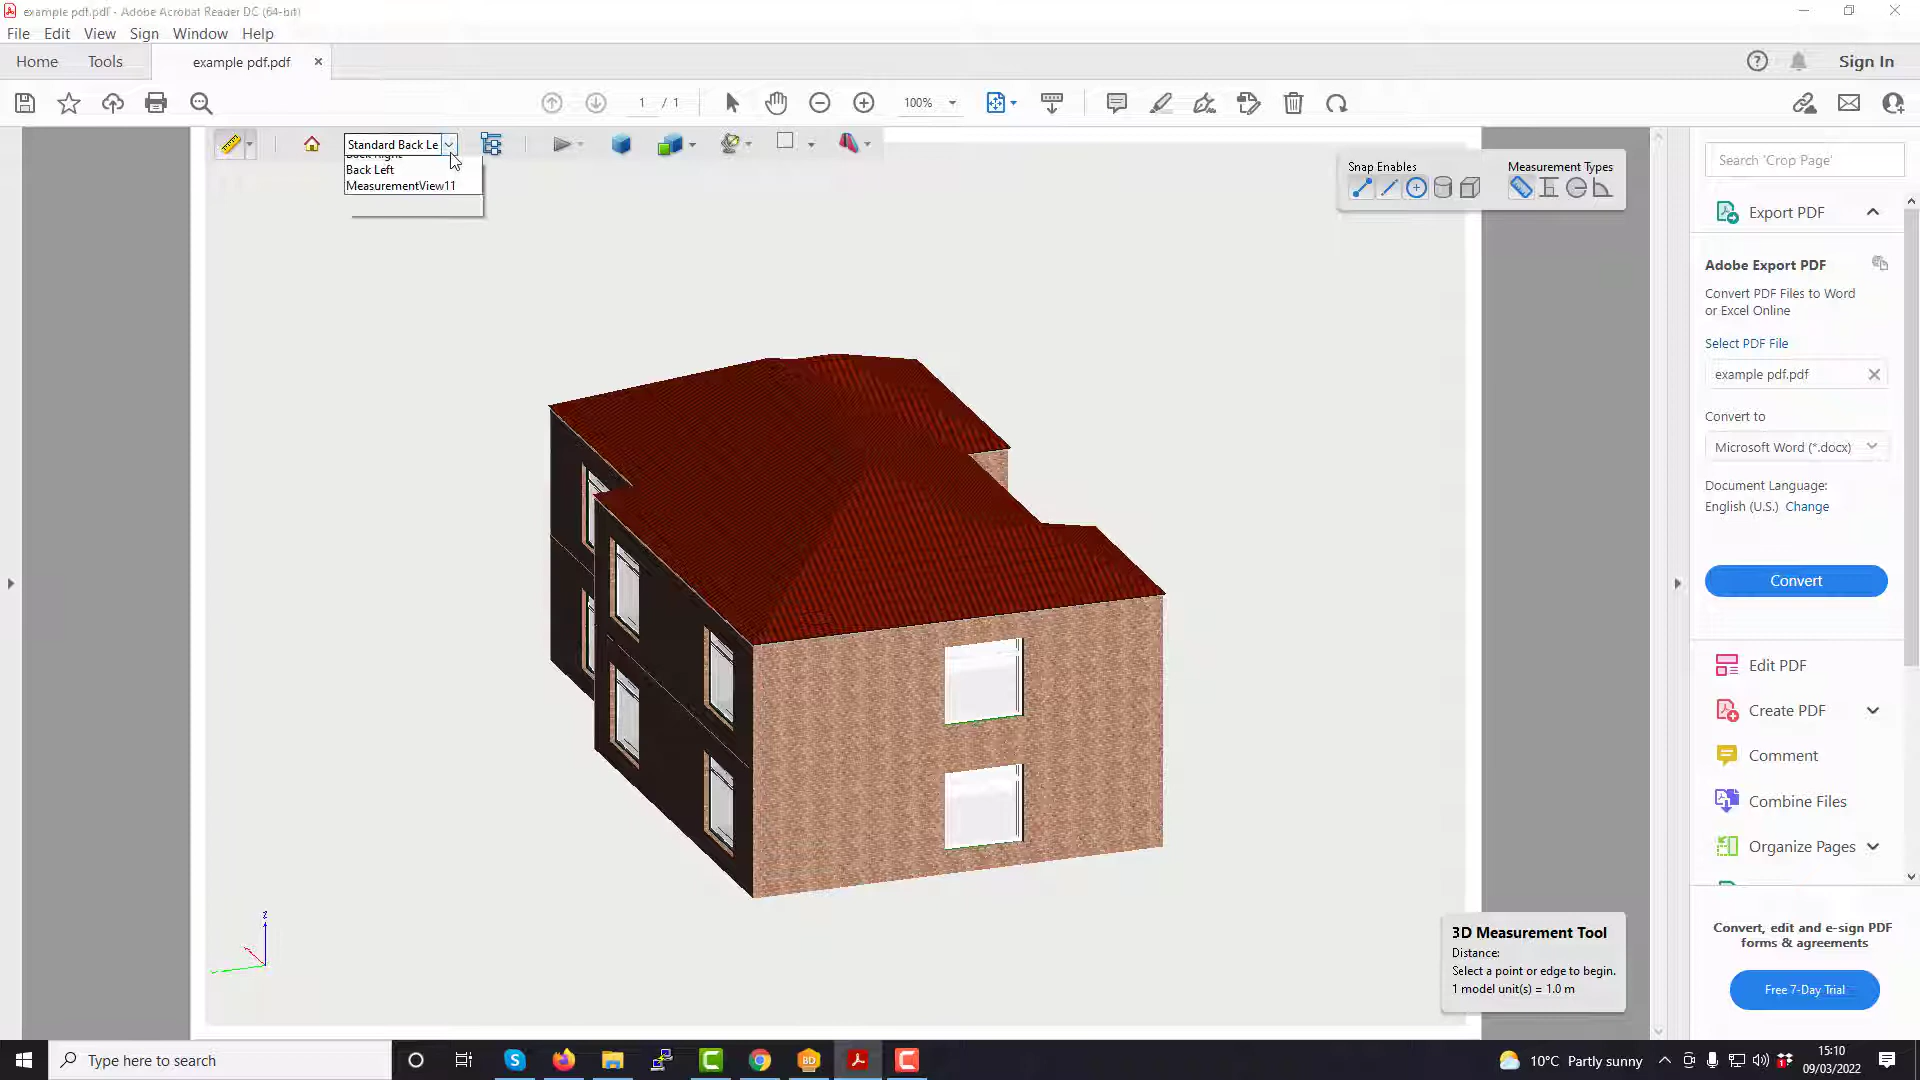 example pdf.pdf - Adobe Acrobat Reader DC (64-bit)
File Edit View Sign Window Help
Home Tools example pdf.pdf
Sign In
1 / 1
100%
Standard Back Le
Back Right
Back Left
MeasurementView11
Snap Enables
Measurement Types
Search 'Crop Page'
Export PDF
Adobe Export PDF
Convert PDF Files to Word
or Excel Online
Select PDF File
example pdf.pdf
Convert to
Microsoft Word (*.docx)
Document Language:
English (U.S.) Change
Convert
Edit PDF
Create PDF
Comment
Combine Files
Organize Pages
Convert, edit and e-sign PDF
forms & agreements
Free 7-Day Trial
3D Measurement Tool
Distance:
Select a point or edge to begin.
1 model unit(s) = 1.0 m
z
Type here to search
10°C Partly sunny
15:10
09/03/2022